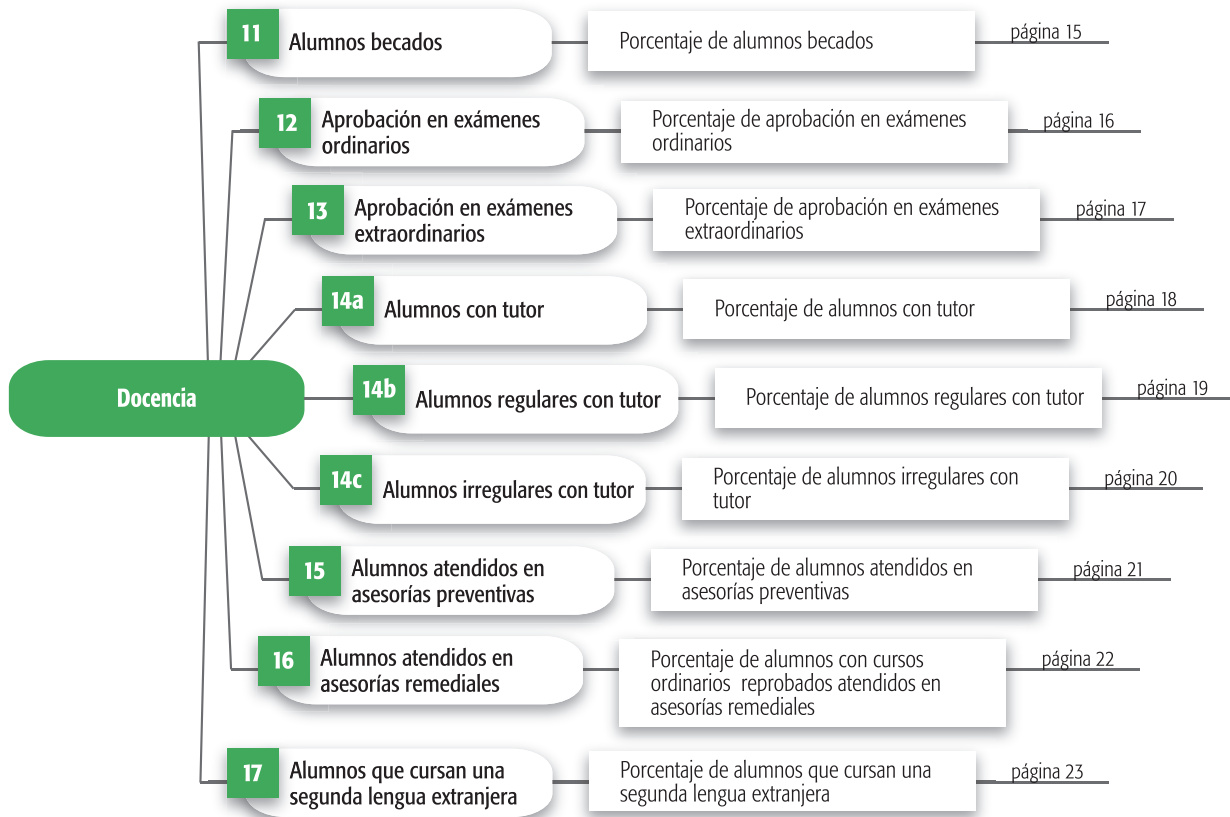 11
Alumnos becados
Porcentaje de alumnos becados
página 15
12
Aprobación en exámenes
ordinarios
Porcentaje de aprobación en exámenes
ordinarios
página 16
13
Aprobación en exámenes
extraordinarios
Porcentaje de aprobación en exámenes
extraordinarios
página 17
14a
Alumnos con tutor
Porcentaje de alumnos con tutor
página 18
Docencia
14b
Alumnos regulares con tutor
Porcentaje de alumnos regulares con tutor
página 19
14c
Alumnos irregulares con tutor
Porcentaje de alumnos irregulares con
tutor
página 20
15
Alumnos atendidos en
asesorías preventivas
Porcentaje de alumnos atendidos en
asesorías preventivas
página 21
16
Alumnos atendidos en
asesorías remediales
Porcentaje de alumnos con cursos
ordinarios reprobados atendidos en
asesorías remediales
página 22
17
Alumnos que cursan una
segunda lengua extranjera
Porcentaje de alumnos que cursan una
segunda lengua extranjera
página 23